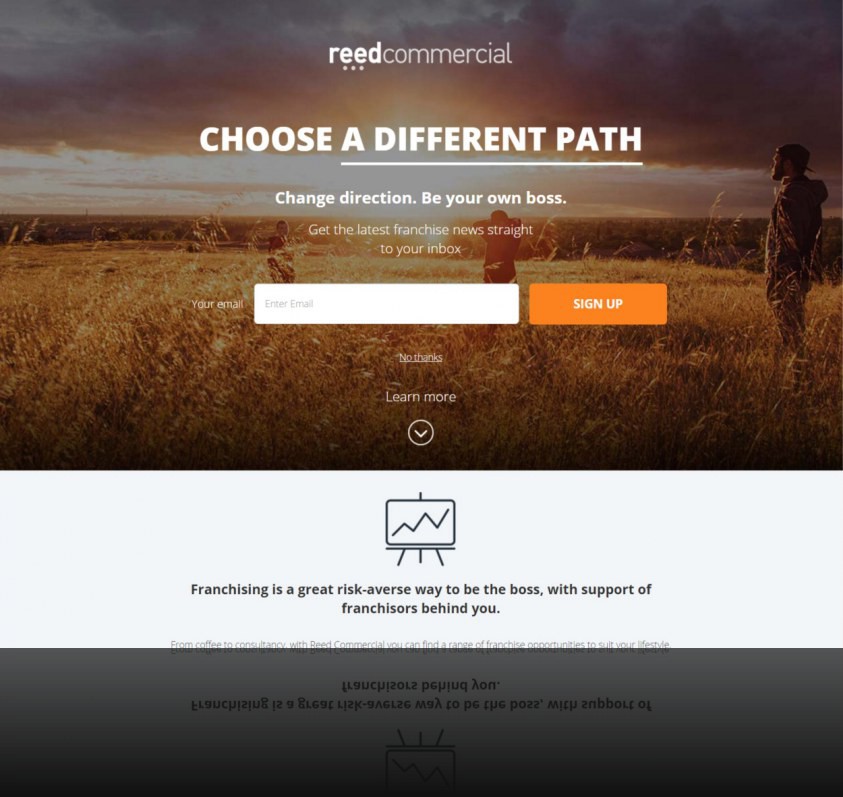 reedcommercial
CHOOSE A DIFFERENT PATH
Change direction. Be your own boss.
Get the latest franchise news straight
to your inbox
Your email
Enter Email
SIGN UP
No thanks
Learn more
Franchising is a great risk-averse way to be the boss, with support of
franchisors behind you.
From coffee to consultancy, with Reed Commercial you can find a range of franchise opportunities to suit your lifestyle.
franchisors behind you.
Franchising is a great risk-averse way to be the boss, with support of